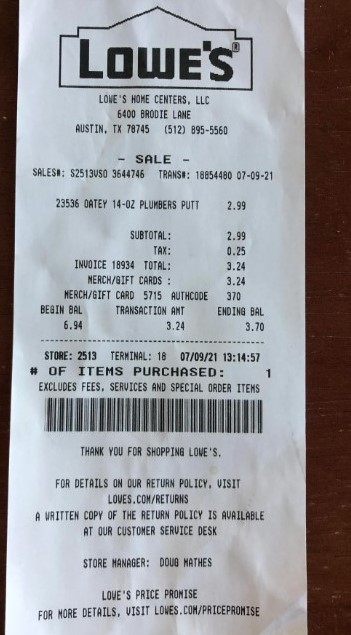 LOWE'S®
LOWE'S HOME CENTERS, LLC
6400 BRODIE LANE
AUSTIN, TX 78745 (512) 895-5560
- SALE -
SALES#: S2513VSO 3644746 TRANS#: 18854480 07-09-21
23536 OATEY 14-OZ PLUMBERS PUTT 2.99
SUBTOTAL: 2.99
TAX: 0.25
INVOICE 18934 TOTAL: 3.24
MERCH/GIFT CARDS : 3.24
MERCH/GIFT CARD 5715 AUTHCODE 370
BEGIN BAL TRANSACTION AMT ENDING BAL
6.94 3.24 3.70
STORE: 2513 TERMINAL: 18 07/09/21 13:14:57
# OF ITEMS PURCHASED: 1
EXCLUDES FEES, SERVICES AND SPECIAL ORDER ITEMS
THANK YOU FOR SHOPPING LOWE'S.
FOR DETAILS ON OUR RETURN POLICY, VISIT
LOWES.COM/RETURNS
A WRITTEN COPY OF THE RETURN POLICY IS AVAILABLE
AT OUR CUSTOMER SERVICE DESK
STORE MANAGER: DOUG MATHES
LOWE'S PRICE PROMISE
FOR MORE DETAILS, VISIT LOWES.COM/PRICEPROMISE